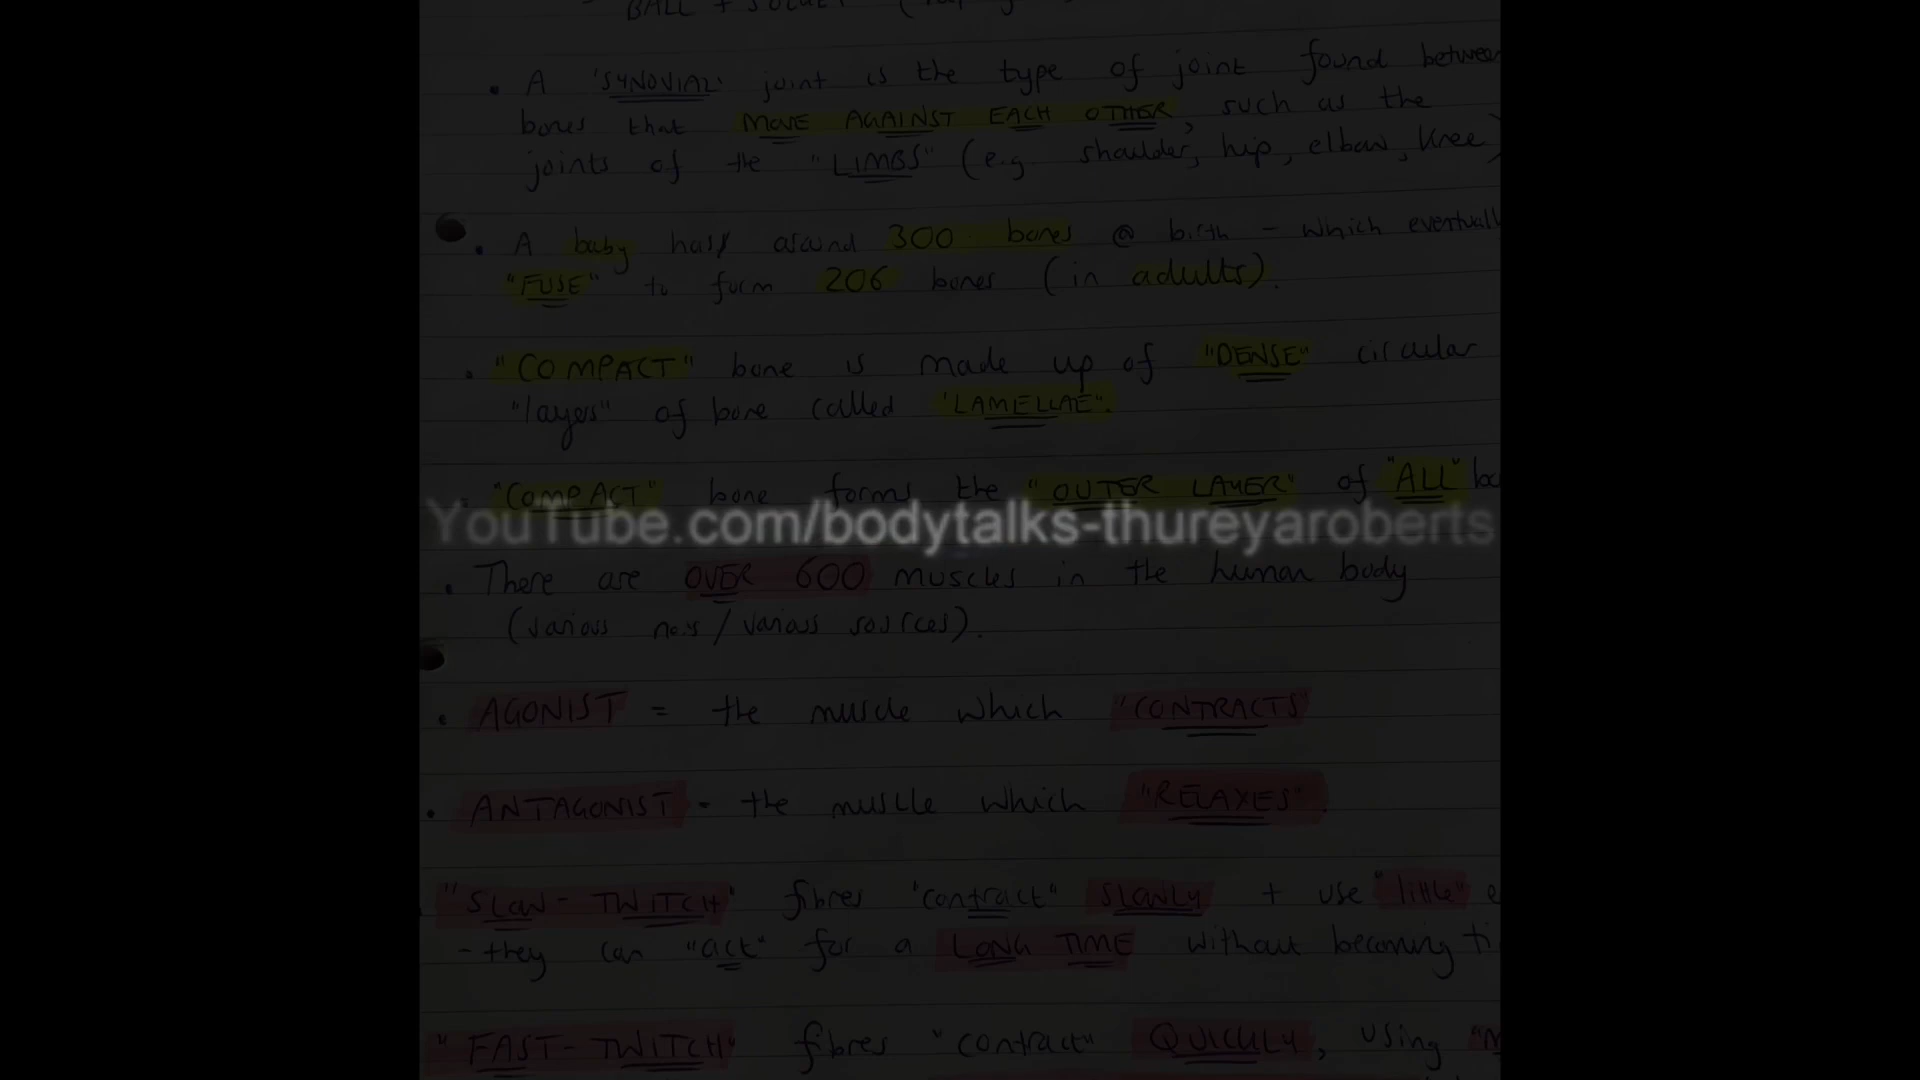 - BALL + SOCKET
• A 'SYNOVIAL' joint is the type of joint found between
bones that MOVE AGAINST EACH OTHER, such as the
joints of the "LIMBS" (e.g shoulder, hip, elbow, knee)
• A baby has around 300 bones @ birth - which eventually
"FUSE" to form 206 bones (in adults).
• "COMPACT" bone is made up of "DENSE" circular
"layers" of bone called 'LAMELLAE".
• "COMPACT" bone forms the "OUTER LAYER" of "ALL" bo
YouTube.com/bodytalks-thureyaroberts
• There are OVER 600 muscles in the human body
(various no.s / various sources).
• AGONIST = the muscle which "CONTRACTS"
• ANTAGONIST = the muscle which "RELAXES".
"SLOW-TWITCH" fibres "contract" SLOWLY + use "little" e
- they can "act" for a LONG TIME without becoming ti
"FAST-TWITCH" fibres "contract" QUICKLY, using "M